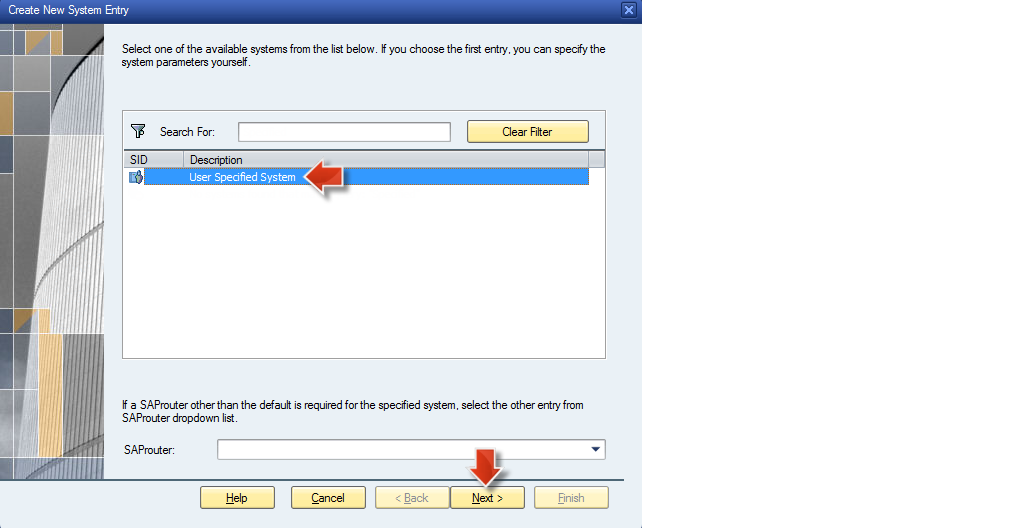 Create New System Entry
Select one of the available systems from the list below. If you choose the first entry, you can specify the
system parameters yourself.
Search For:
Clear Filter
SID Description
User Specified System
If a SAProuter other than the default is required for the specified system, select the other entry from
SAProuter dropdown list.
SAProuter:
Help Cancel < Back Next > Finish